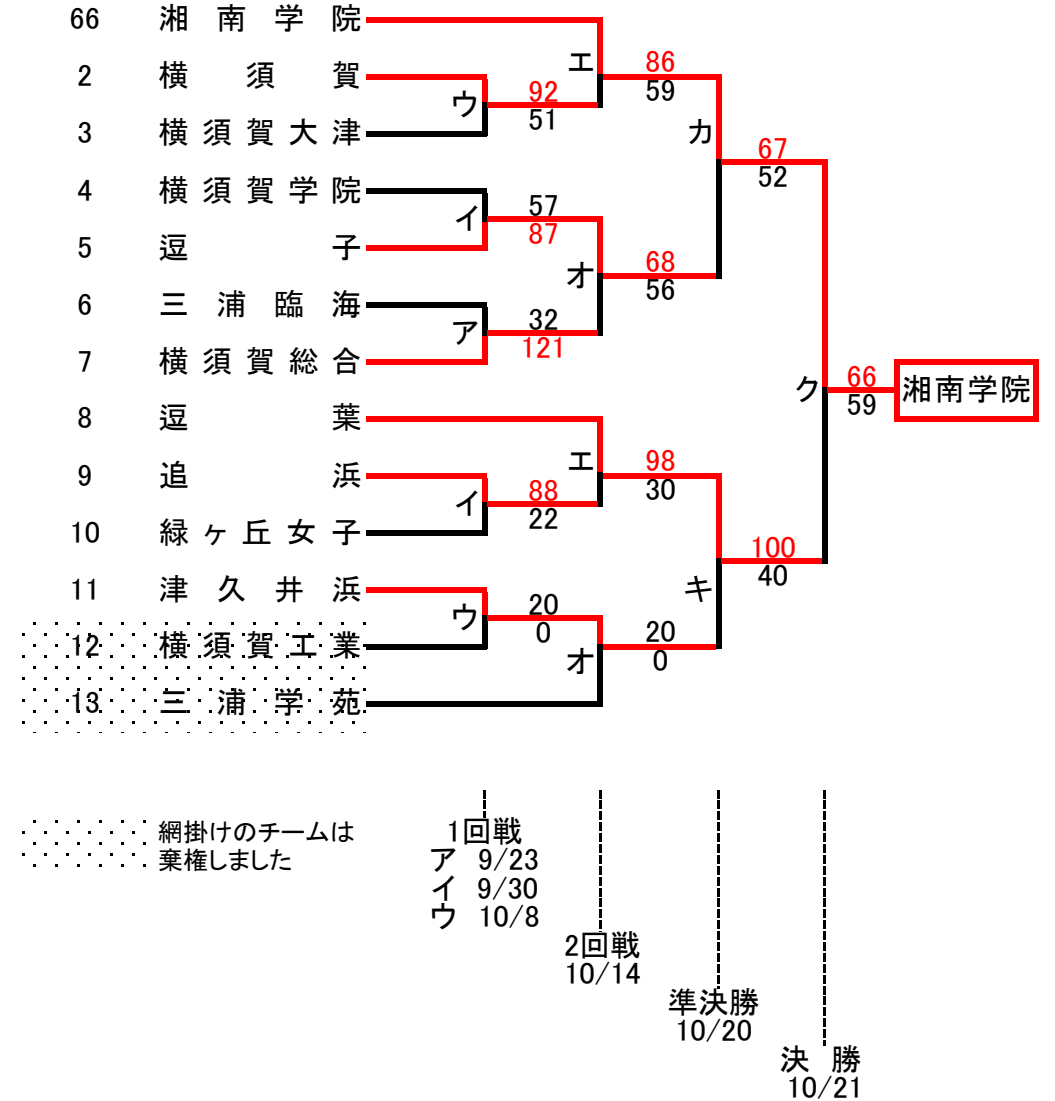 66 湘南学院
エ 86
2 横須賀
59
ウ 92
51
カ
3 横須賀大津
67
52
4 横須賀学院
イ 57
87
5 逗子
オ 68
56
6 三浦臨海
ア 32
121
7 横須賀総合
ク 66
59
湘南学院
8 逗葉
エ 98
30
9 追浜
イ 88
22
10 緑ヶ丘女子
100
40
キ
11 津久井浜
ウ 20
0
12 横須賀工業
オ 20
0
13 三浦学苑
網掛けのチームは
棄権しました
1回戦
ア 9/23
イ 9/30
ウ 10/8
2回戦
10/14
準決勝
10/20
決勝
10/21